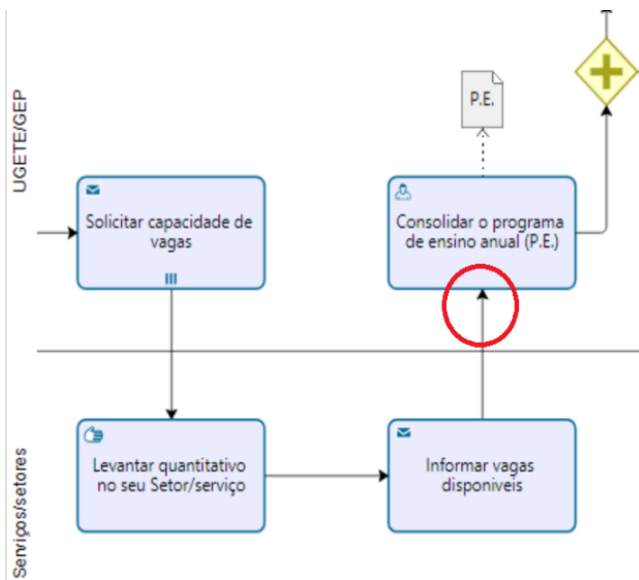 UGETE/GEP
P.E.
Solicitar capacidade de
vagas
Consolidar o programa
de ensino anual (P.E.)
Serviços/setores
Levantar quantitativo
no seu Setor/serviço
Informar vagas
disponiveis